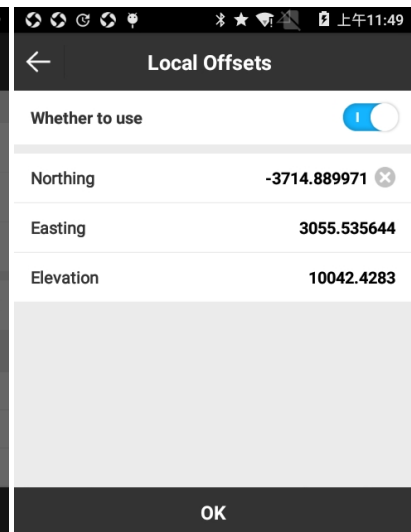 上午11:49
Local Offsets
Whether to use
Northing -3714.889971
Easting 3055.535644
Elevation 10042.4283
OK